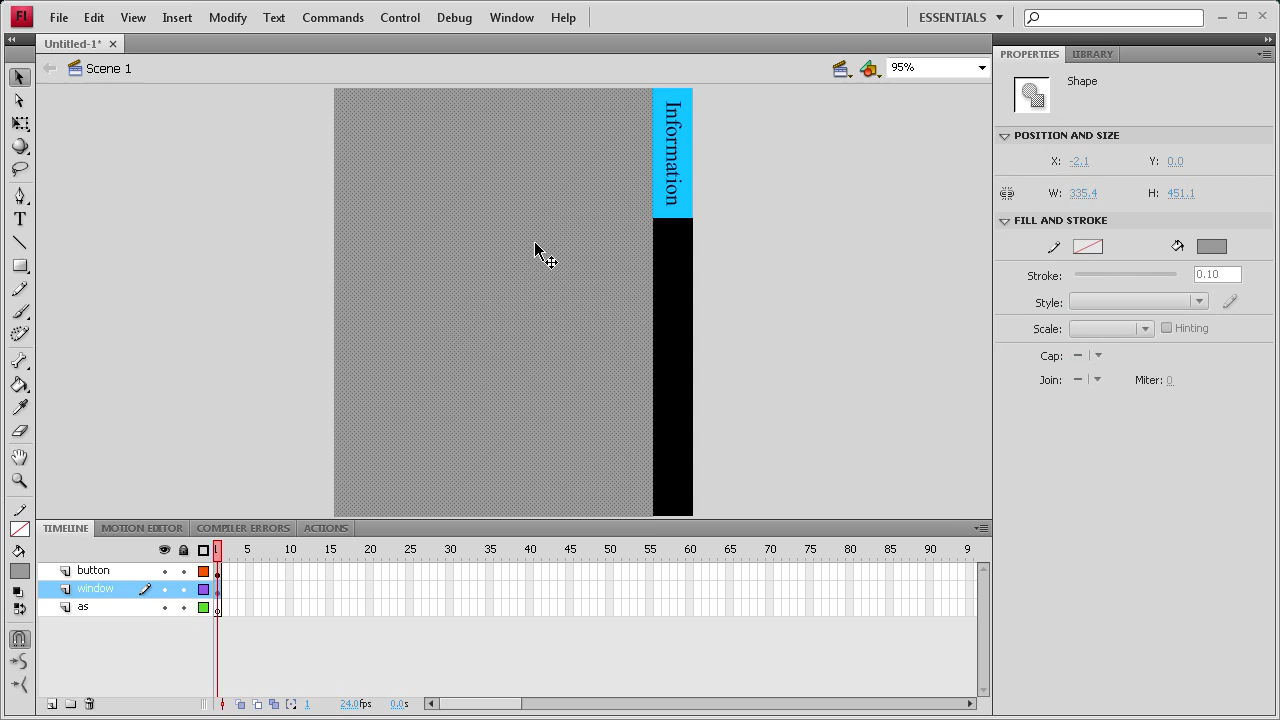 Fl File Edit View Insert Modify Text Commands Control Debug Window Help ESSENTIALS
Untitled-1* PROPERTIES LIBRARY
Scene 1 95%
Shape
Information
POSITION AND SIZE
X: -2.1 Y: 0.0
W: 335.4 H: 451.1
FILL AND STROKE
Stroke: 0.10
Style:
Scale: Hinting
Cap:
Join: Miter: 0
TIMELINE MOTION EDITOR COMPILER ERRORS ACTIONS
1 5 10 15 20 25 30 35 40 45 50 55 60 65 70 75 80 85 90 9
button
window
as
1 24.0fps 0.0s